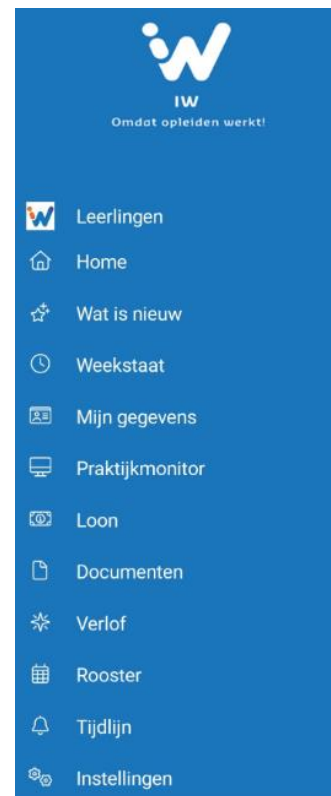 IW
Omdat opleiden werkt!
Leerlingen
Home
Wat is nieuw
Weekstaat
Mijn gegevens
Praktijkmonitor
Loon
Documenten
Verlof
Rooster
Tijdlijn
Instellingen